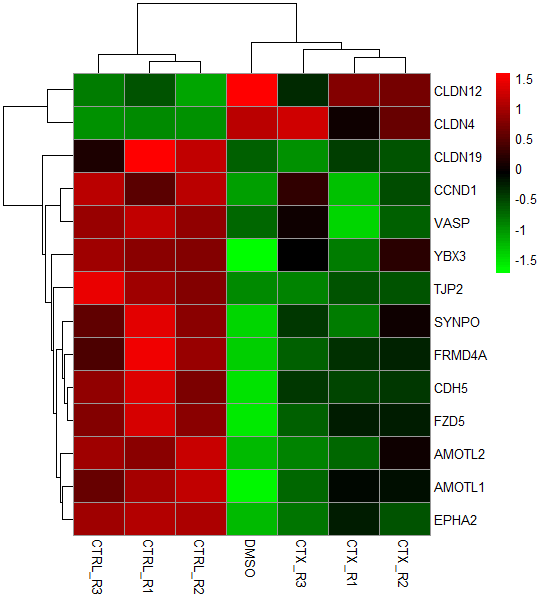 CLDN12
CLDN4
CLDN19
CCND1
VASP
YBX3
TJP2
SYNPO
FRMD4A
CDH5
FZD5
AMOTL2
AMOTL1
EPHA2
1.5
1
0.5
0
-0.5
-1
-1.5
CTRL_R3
CTRL_R1
CTRL_R2
DMSO
CTX_R3
CTX_R1
CTX_R2